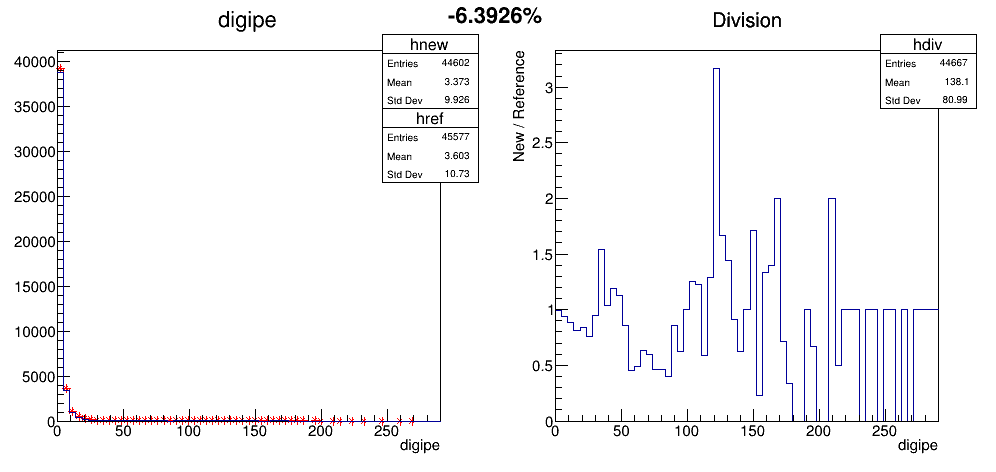 -6.3926%
digipe
hnew
Entries 44602
Mean 3.373
Std Dev 9.926
href
Entries 45577
Mean 3.603
Std Dev 10.73
40000
35000
30000
25000
20000
15000
10000
5000
0
0 50 100 150 200 250
digipe
Division
hdiv
Entries 44667
Mean 138.1
Std Dev 80.99
New / Reference
3
2.5
2
1.5
1
0.5
0
0 50 100 150 200 250
digipe